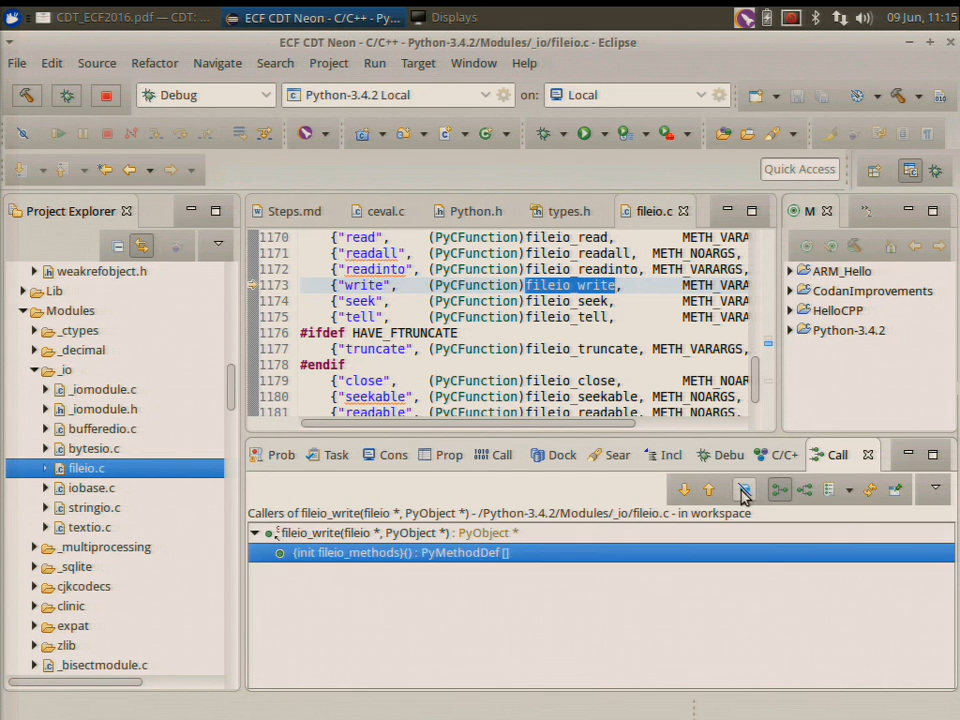 CDT_ECF2016.pdf — CDT: ...
ECF CDT Neon - C/C++ - Py...
Displays
09 Jun, 11:15
ECF CDT Neon - C/C++ - Python-3.4.2/Modules/_io/fileio.c - Eclipse
File Edit Source Refactor Navigate Search Project Run Target Window Help
Debug
Python-3.4.2 Local
on:
Local
010
Quick Access
Project Explorer
weakrefobject.h
Lib
Modules
_ctypes
_decimal
_io
_iomodule.c
_iomodule.h
bufferedio.c
bytesio.c
fileio.c
iobase.c
stringio.c
textio.c
_multiprocessing
_sqlite
cjkcodecs
clinic
expat
zlib
_bisectmodule.c
Steps.md
ceval.c
Python.h
types.h
fileio.c
1170 {"read", (PyCFunction)fileio_read, METH_VARA
1171 {"readall", (PyCFunction)fileio_readall, METH_NOARGS,
1172 {"readinto", (PyCFunction)fileio_readinto, METH_VARARGS,
1173 {"write", (PyCFunction)fileio_write, METH_VARA
1174 {"seek", (PyCFunction)fileio_seek, METH_VARA
1175 {"tell", (PyCFunction)fileio_tell, METH_VARA
1176 #ifdef HAVE_FTRUNCATE
1177 {"truncate", (PyCFunction)fileio_truncate, METH_VARARGS,
1178 #endif
1179 {"close", (PyCFunction)fileio_close, METH_NOAR
1180 {"seekable", (PyCFunction)fileio_seekable, METH_NOARGS,
1181 {"readable", (PyCFunction)fileio_readable, METH_NOARGS,
M
ARM_Hello
CodanImprovements
HelloCPP
Python-3.4.2
Prob
Task
Cons
Prop
Call
Dock
Sear
Incl
Debu
C/C+
Call
Callers of fileio_write(fileio *, PyObject *) - /Python-3.4.2/Modules/_io/fileio.c - in workspace
fileio_write(fileio *, PyObject *) : PyObject *
{init fileio_methods}() : PyMethodDef []